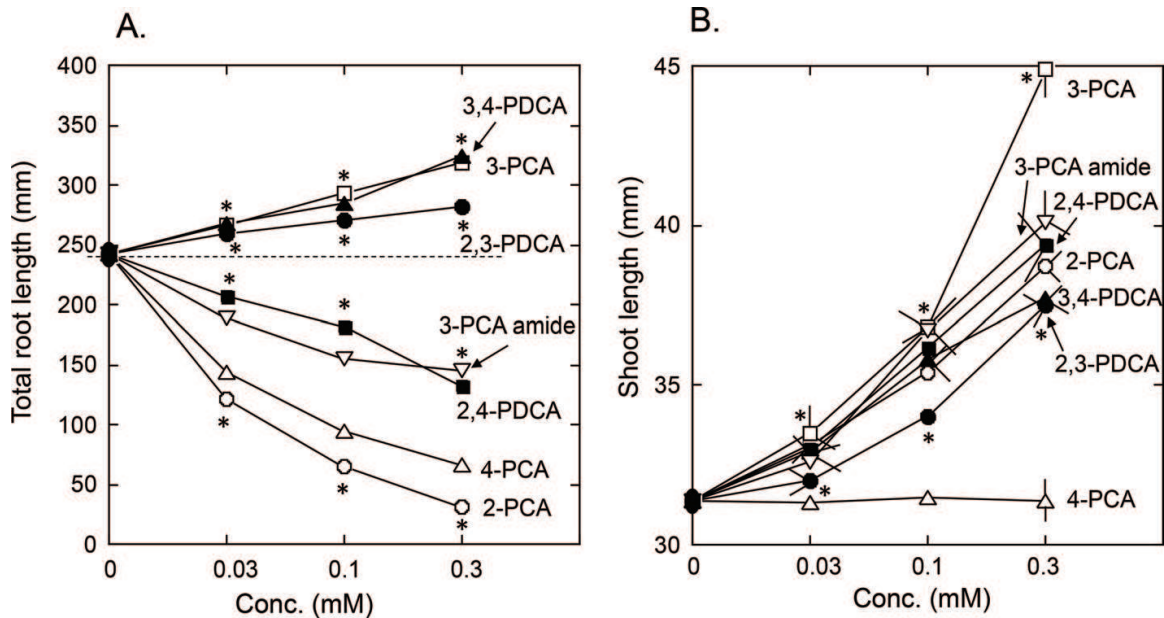 A.
400
350
300
250
200
150
100
50
0
Total root length (mm)
0
0.03
0.1
0.3
Conc. (mM)
3,4-PDCA
3-PCA
2,3-PDCA
3-PCA amide
2,4-PDCA
4-PCA
2-PCA
*
*
*
*
*
*
*
*
*
*
*
*
B.
45
40
35
30
Shoot length (mm)
0
0.03
0.1
0.3
Conc. (mM)
3-PCA
3-PCA amide
2,4-PDCA
2-PCA
3,4-PDCA
2,3-PDCA
4-PCA
*
*
*
*
*
*